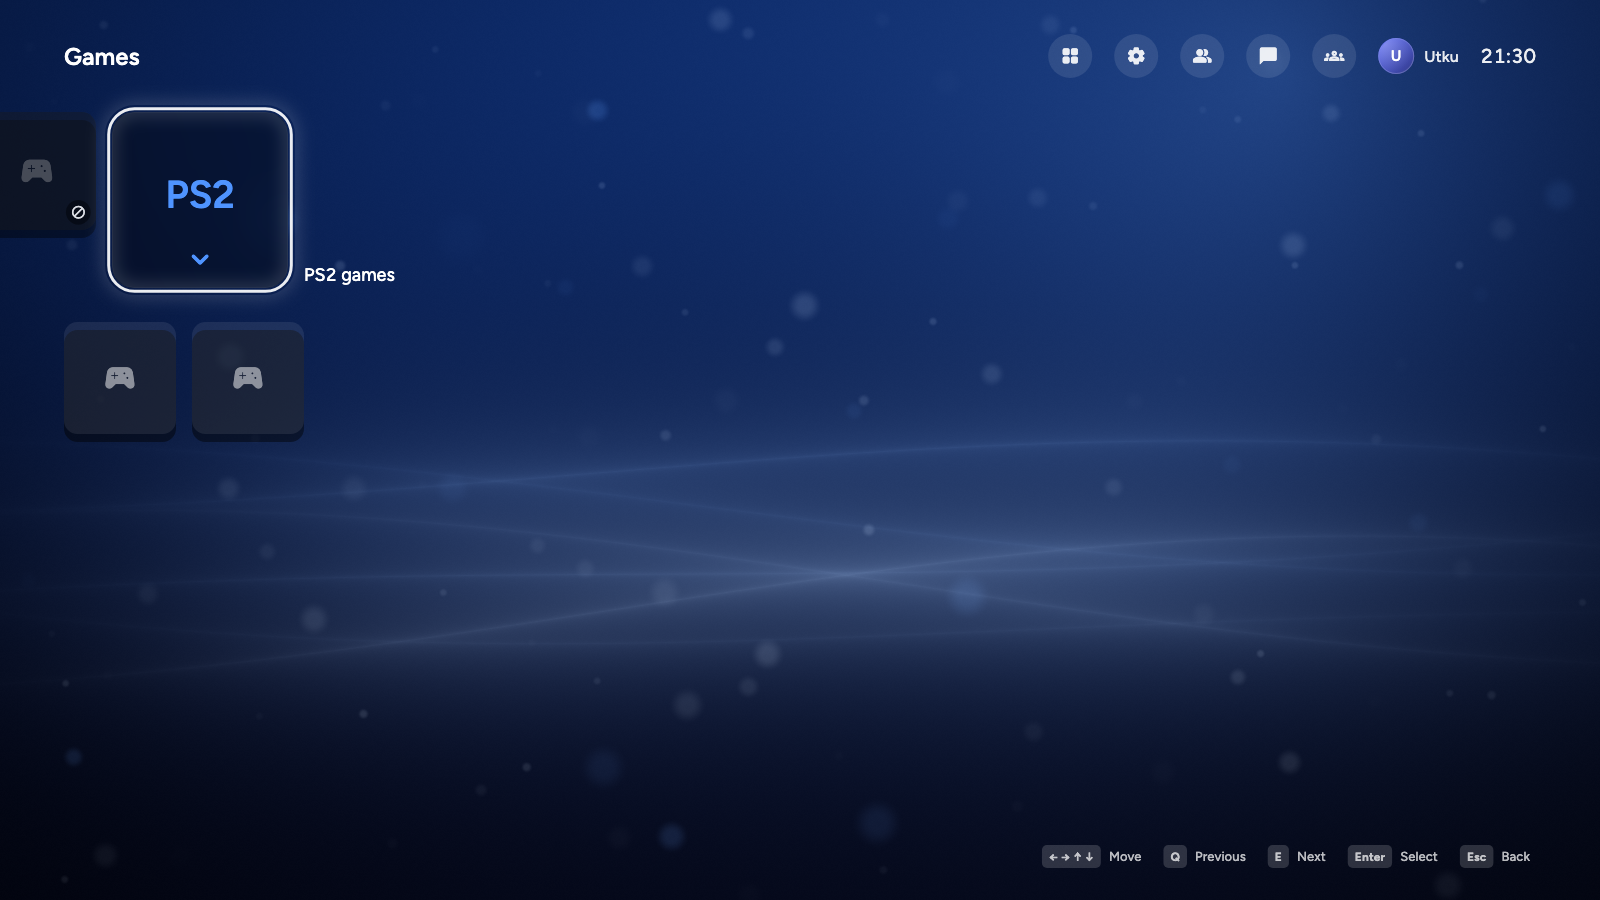 Games
U Utku 21:30
PS2
PS2 games
Move Q Previous E Next Enter Select Esc Back